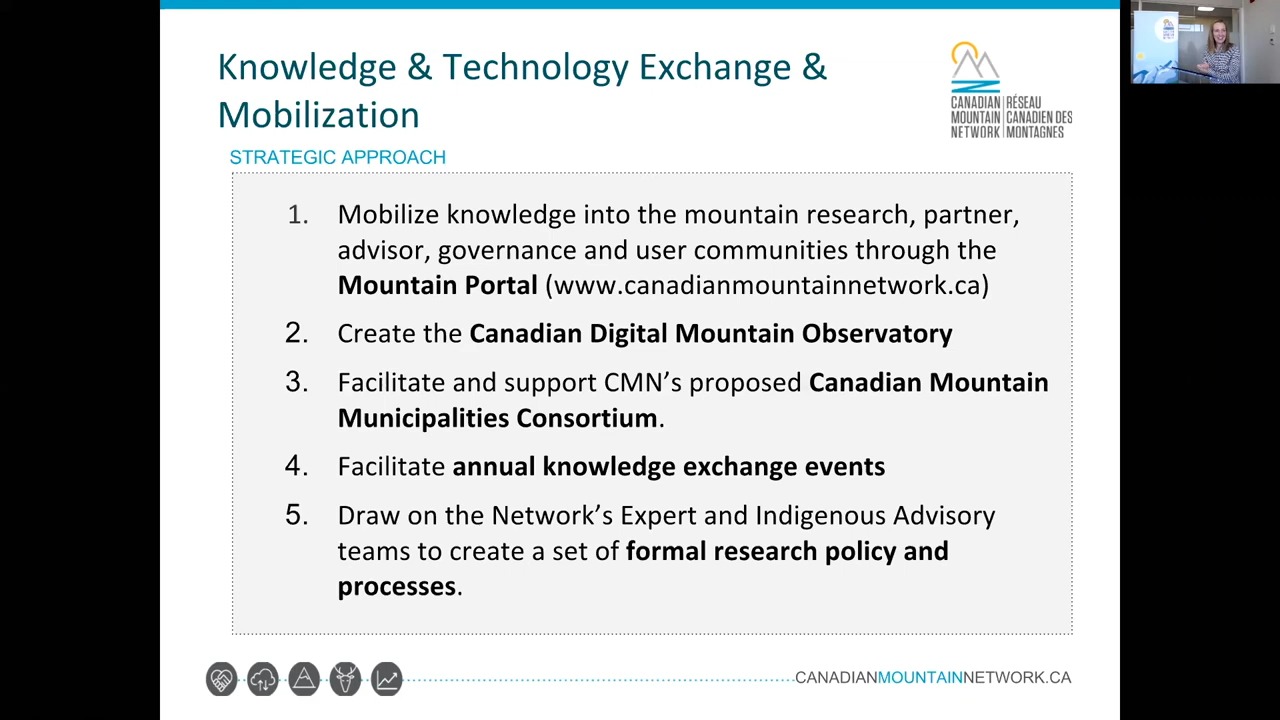 Knowledge & Technology Exchange &
Mobilization
CANADIAN MOUNTAIN NETWORK
RÉSEAU CANADIEN DES MONTAGNES
STRATEGIC APPROACH
1. Mobilize knowledge into the mountain research, partner,
advisor, governance and user communities through the
Mountain Portal (www.canadianmountainnetwork.ca)
2. Create the Canadian Digital Mountain Observatory
3. Facilitate and support CMN’s proposed Canadian Mountain
Municipalities Consortium.
4. Facilitate annual knowledge exchange events
5. Draw on the Network’s Expert and Indigenous Advisory
teams to create a set of formal research policy and
processes.
CANADIANMOUNTAINNETWORK.CA